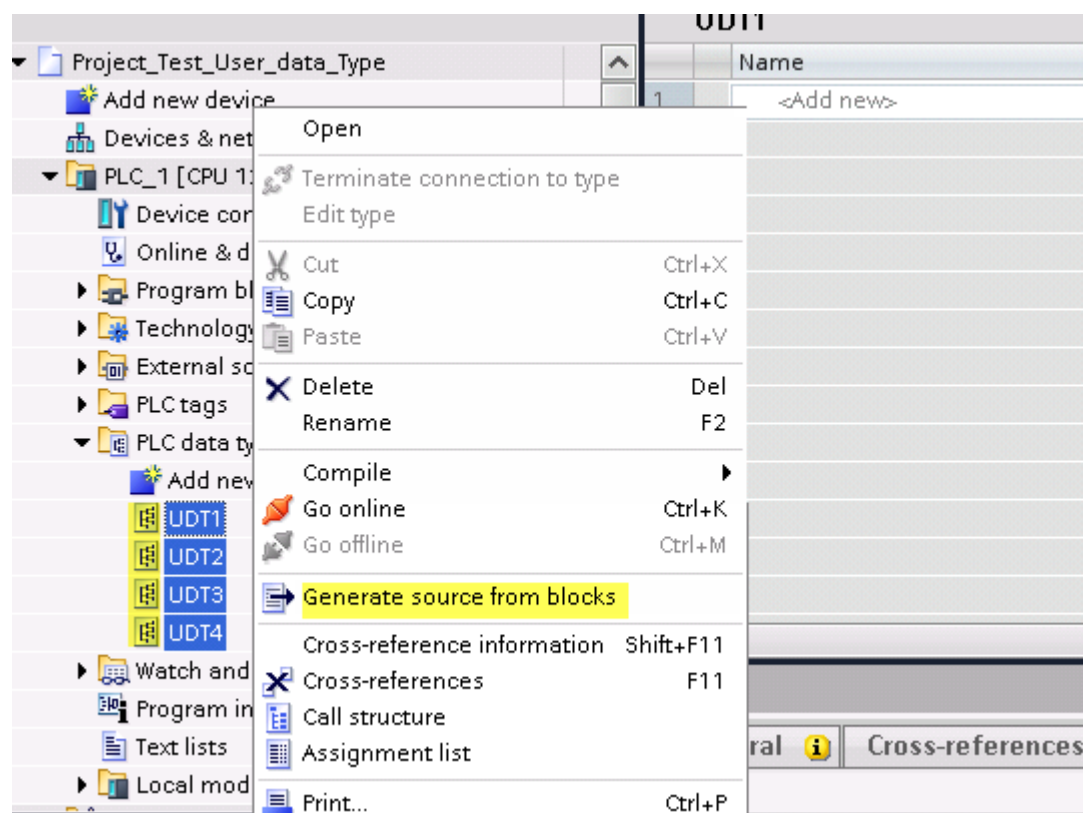 UDT1
Project_Test_User_data_Type
Name
Add new device
1
<Add new>
Devices & net
PLC_1 [CPU 1
Device con
Online & d
Program bl
Technology
External so
PLC tags
PLC data ty
Add new
UDT1
UDT2
UDT3
UDT4
Watch and
Program in
Text lists
Local mod
Open
Terminate connection to type
Edit type
Cut Ctrl+X
Copy Ctrl+C
Paste Ctrl+V
Delete Del
Rename F2
Compile
Go online Ctrl+K
Go offline Ctrl+M
Generate source from blocks
Cross-reference information Shift+F11
Cross-references F11
Call structure
Assignment list
Print... Ctrl+P
ral
Cross-references